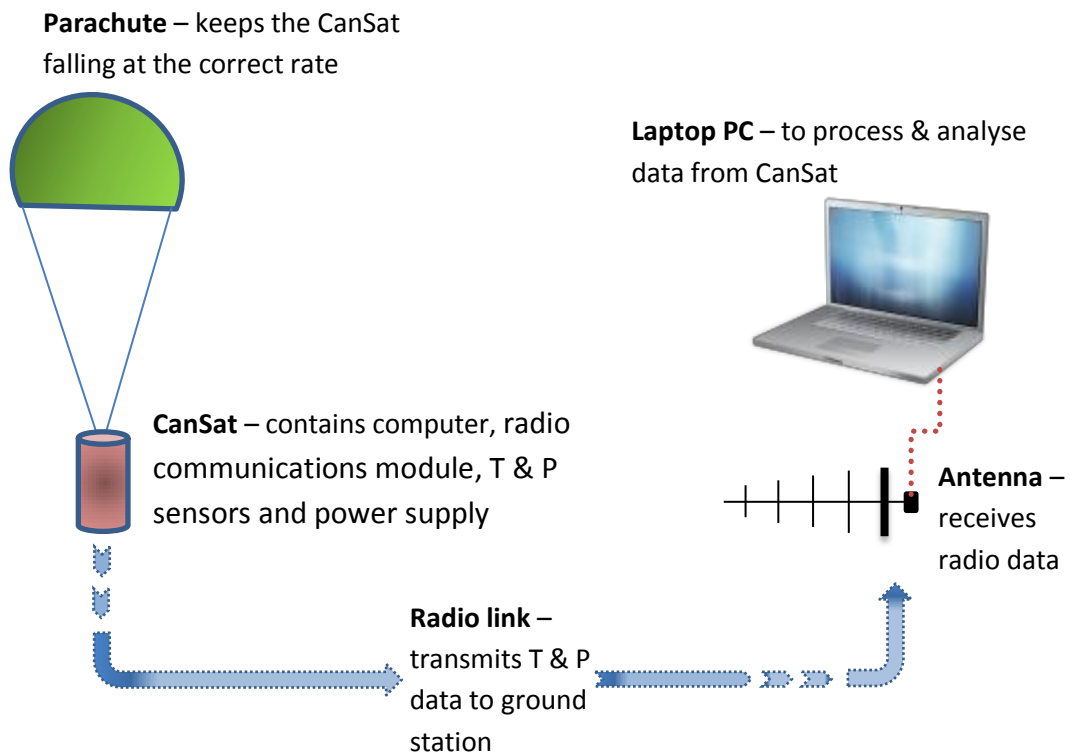 Parachute – keeps the CanSat
falling at the correct rate
Laptop PC – to process & analyse
data from CanSat
CanSat – contains computer, radio
communications module, T & P
sensors and power supply
Antenna –
receives
radio data
Radio link –
transmits T & P
data to ground
station